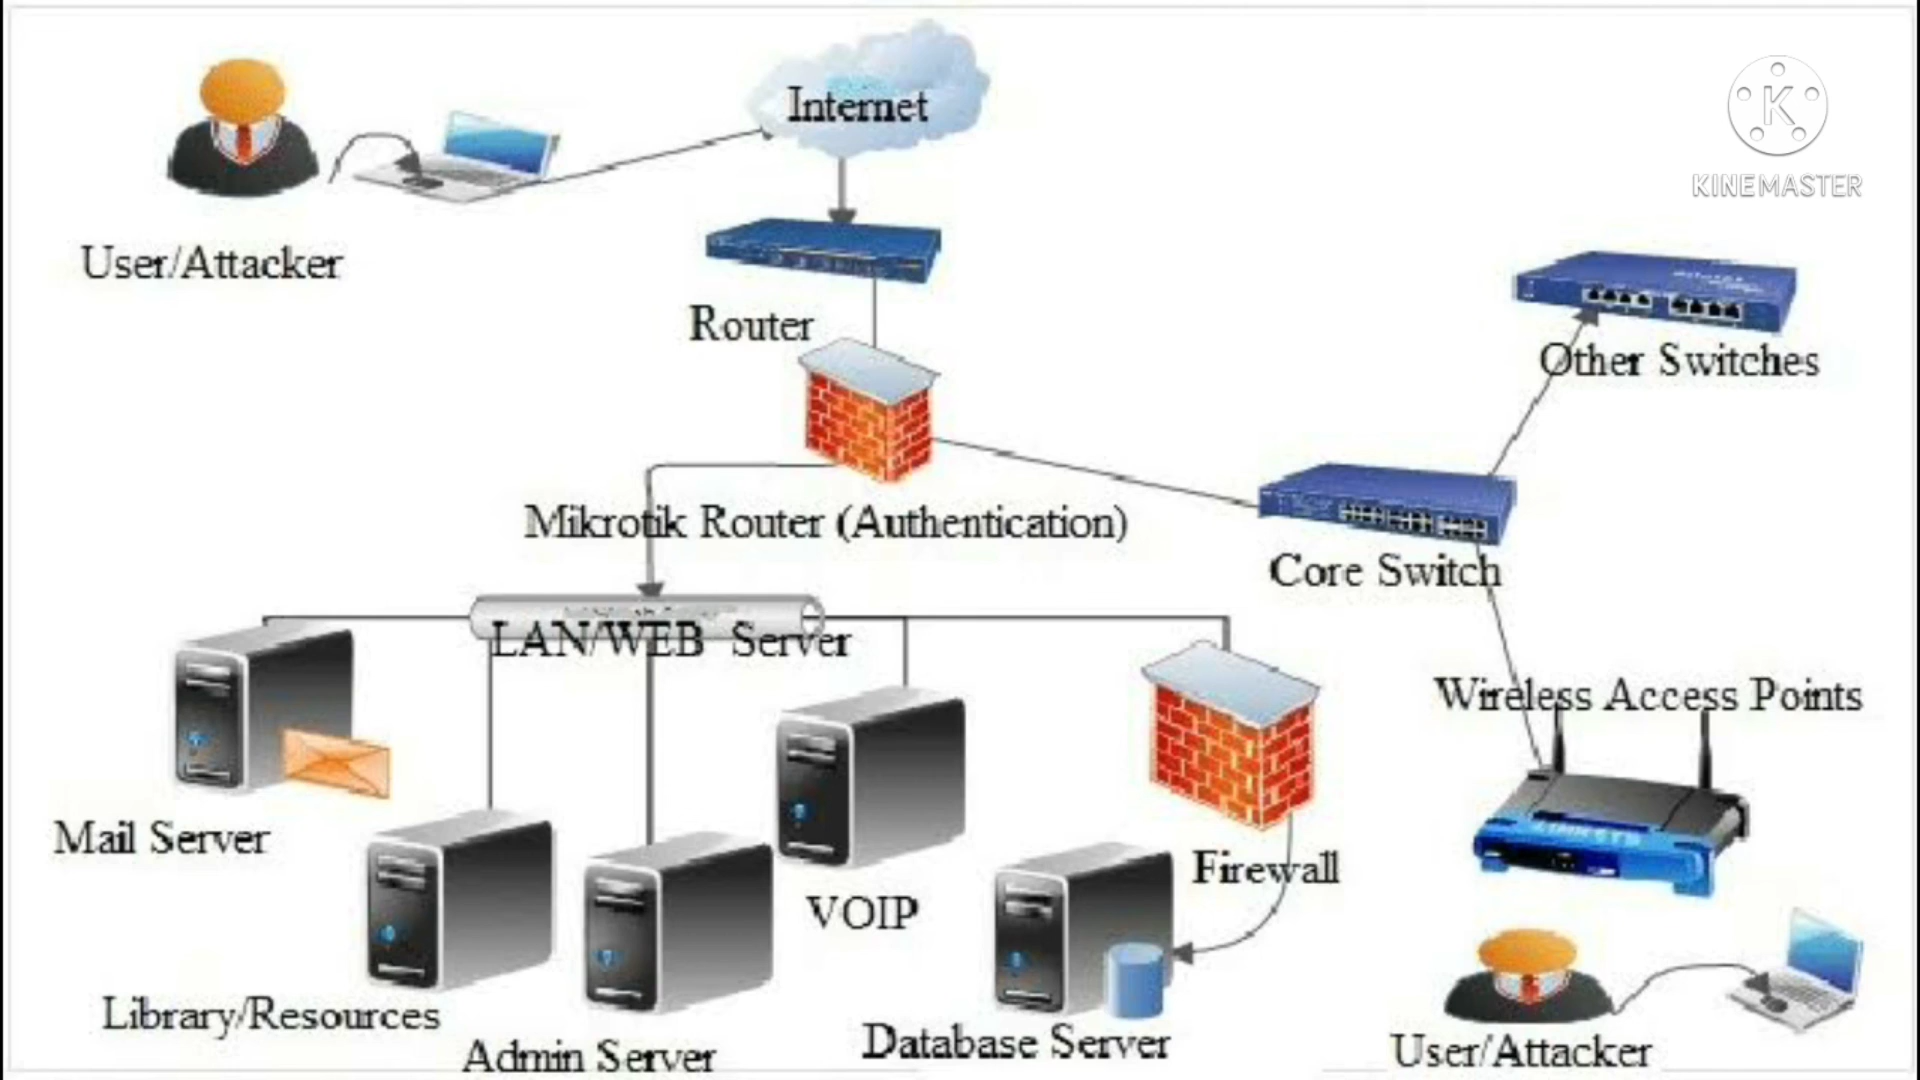 Internet
K
KINEMASTER
User/Attacker
Router
Other Switches
Mikrotik Router (Authentication)
Core Switch
LAN/WEB Server
Wireless Access Points
Mail Server
Firewall
VOIP
Library/Resources
Database Server
Admin Server
User/Attacker